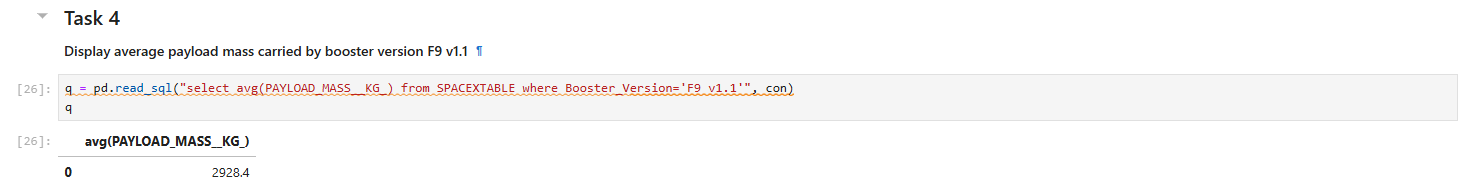 Task 4
Display average payload mass carried by booster version F9 v1.1 ¶
[26]: q = pd.read_sql("select avg(PAYLOAD_MASS__KG_) from SPACEXTABLE where Booster_Version='F9 v1.1'", con)
q
[26]: avg(PAYLOAD_MASS__KG_)
0 2928.4